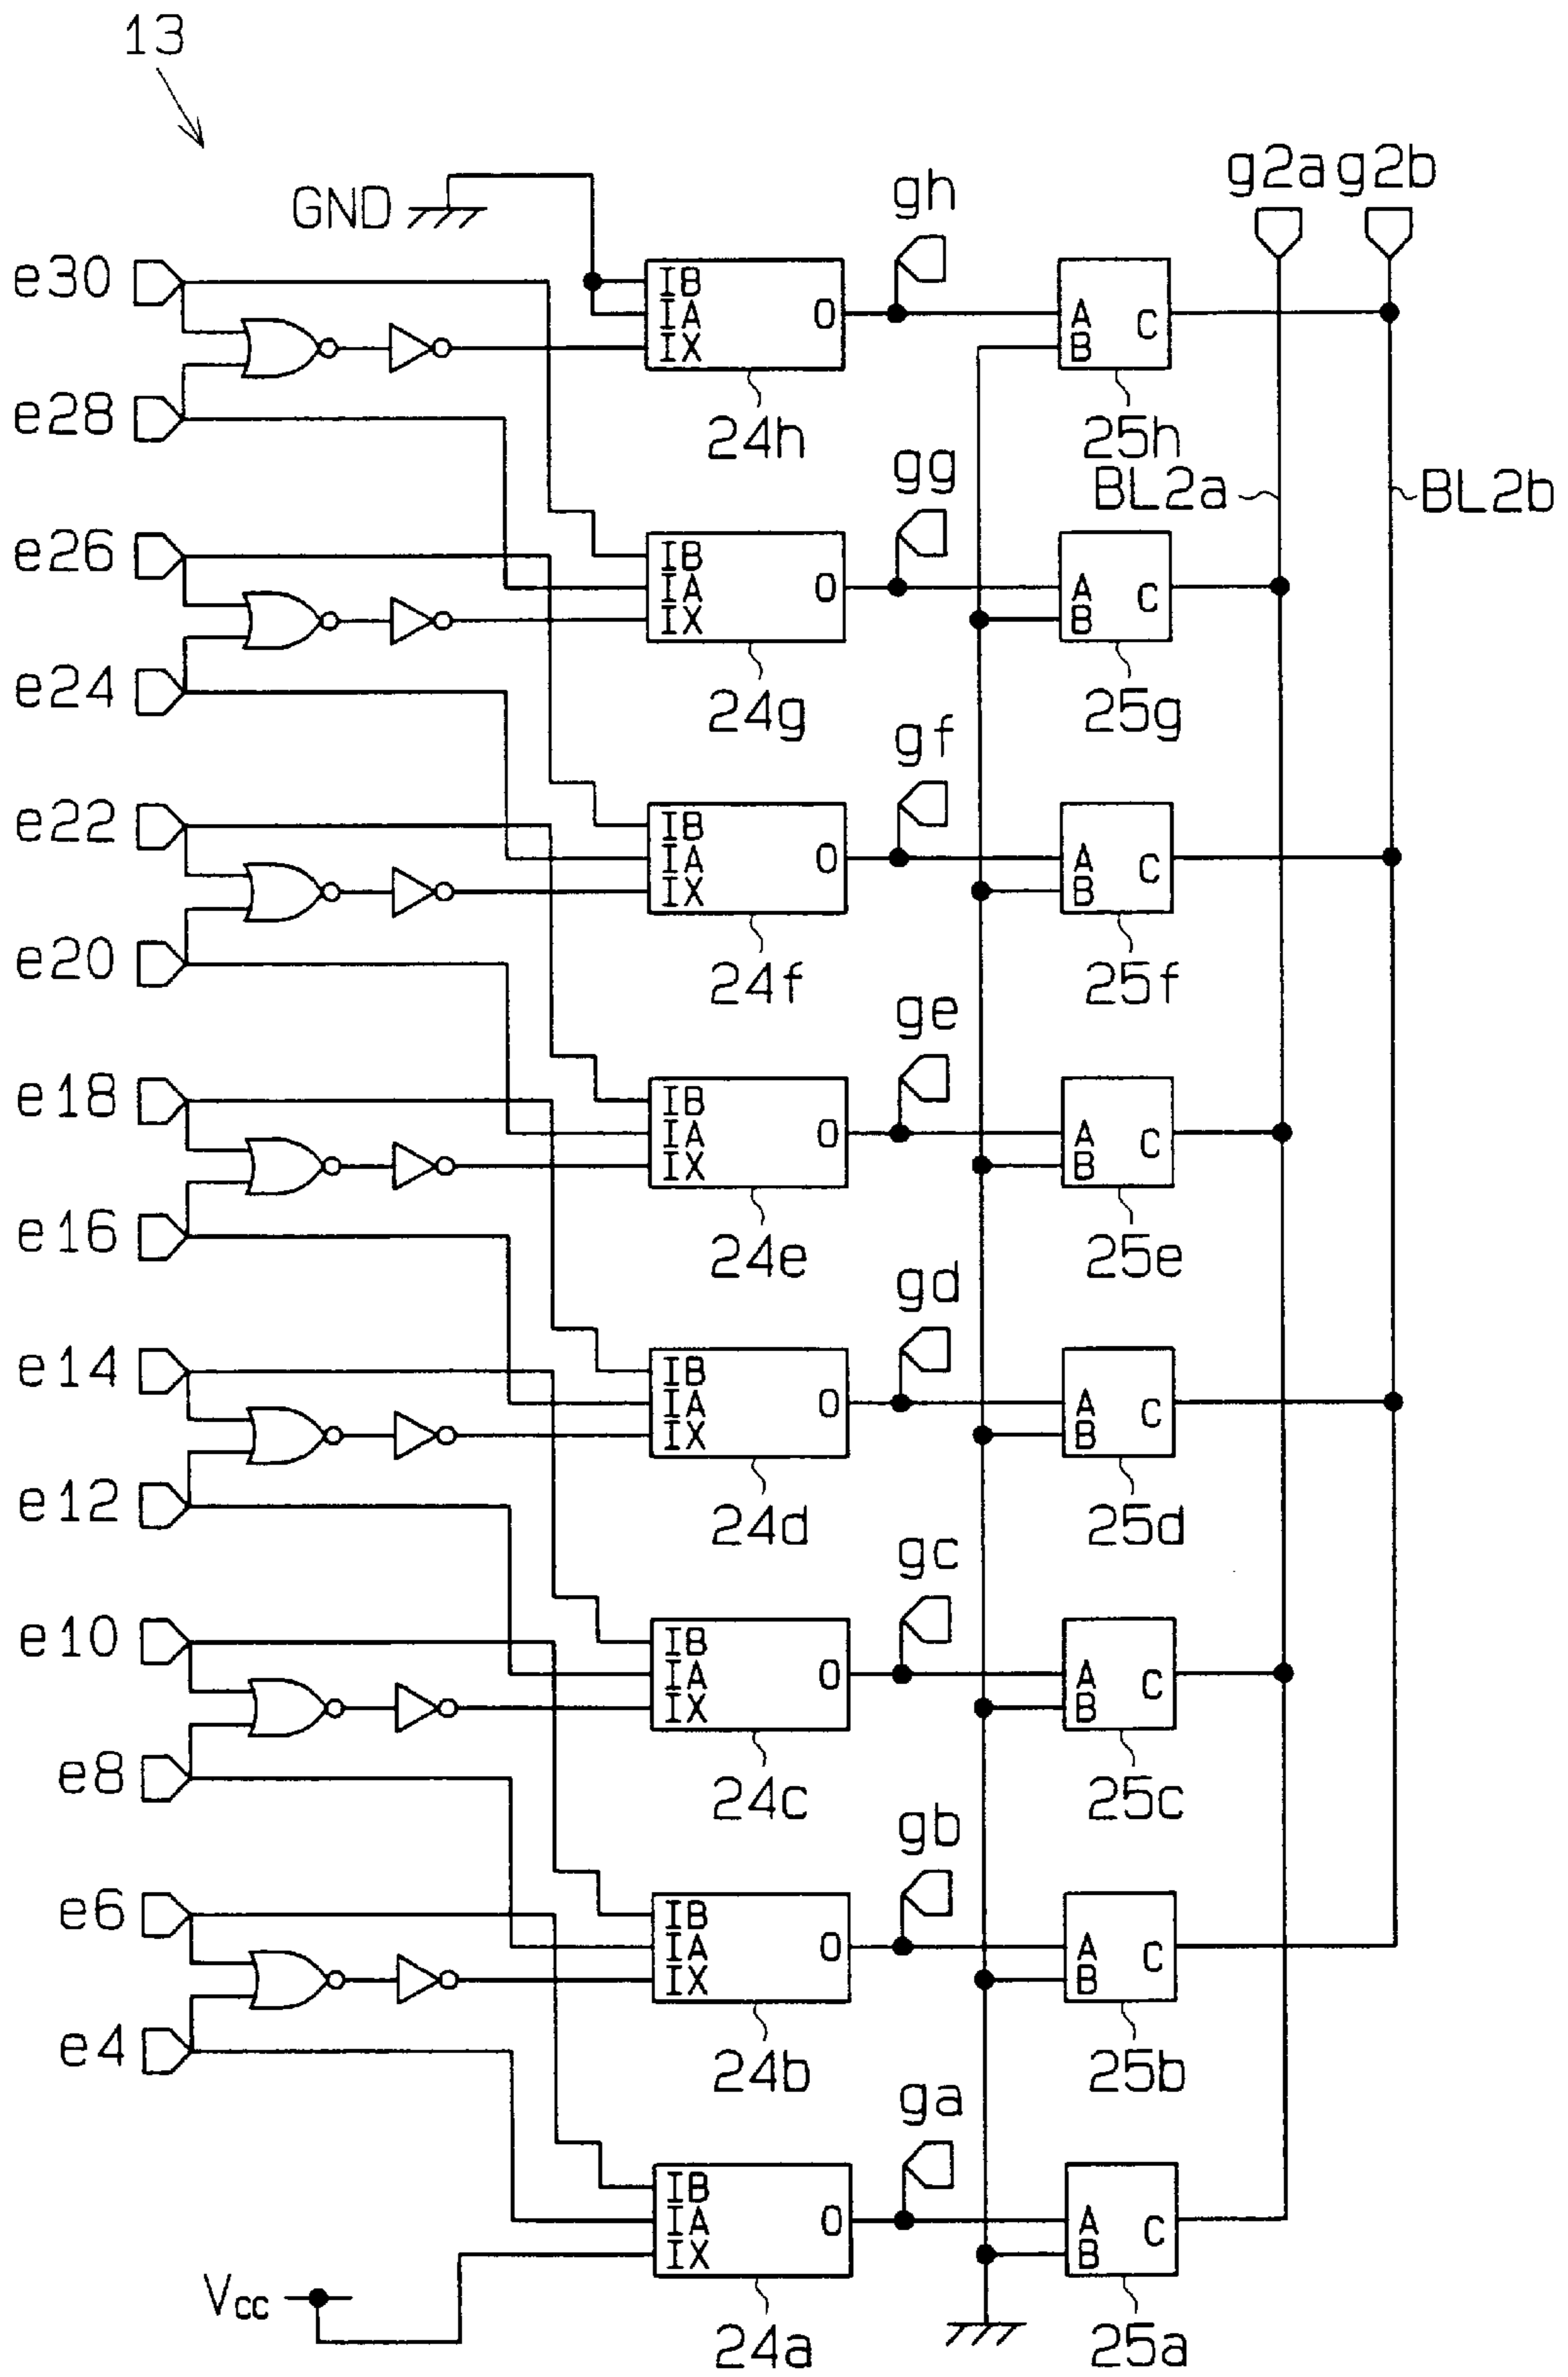 13
g2a g2b
gh
GND
e30
IB
IA
IX
O
A
B
C
e28
24h
25h
gg
BL2a
BL2b
e26
IB
IA
IX
O
A
B
C
e24
24g
25g
gf
e22
IB
IA
IX
O
A
B
C
e20
24f
25f
ge
e18
IB
IA
IX
O
A
B
C
e16
24e
25e
gd
e14
IB
IA
IX
O
A
B
C
e12
24d
25d
gc
e10
IB
IA
IX
O
A
B
C
e8
24c
25c
gb
e6
IB
IA
IX
O
A
B
C
e4
24b
25b
ga
IB
IA
IX
O
A
B
C
Vcc
24a
25a